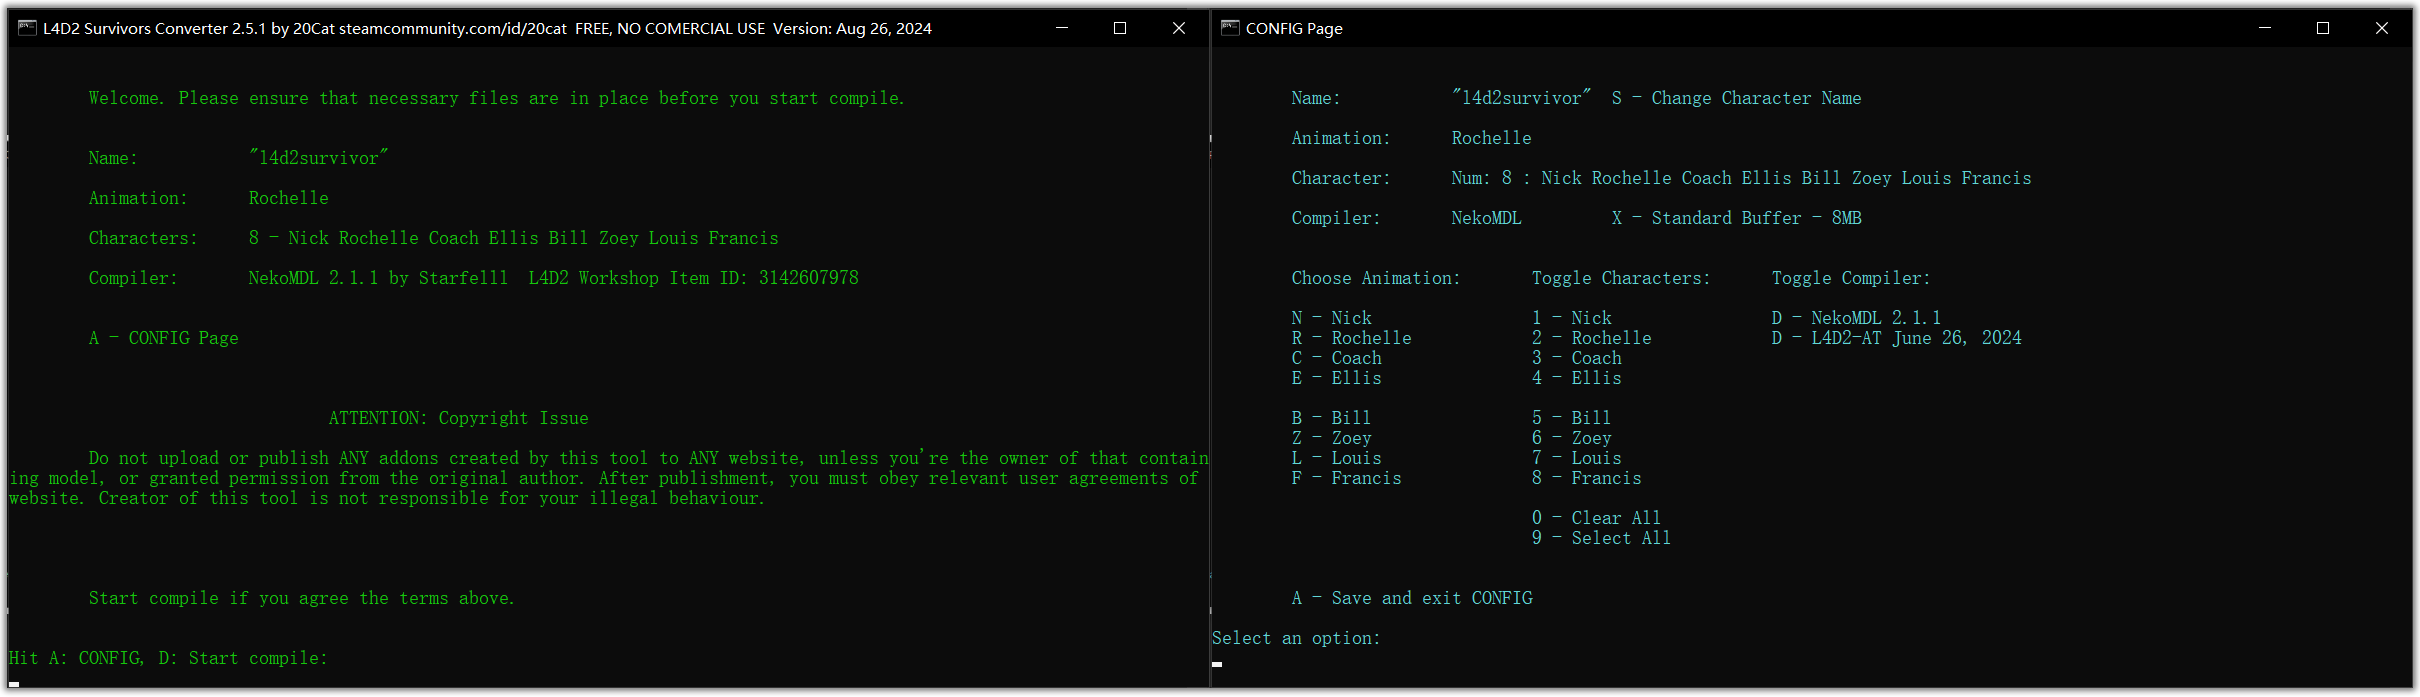 L4D2 Survivors Converter 2.5.1 by 20Cat steamcommunity.com/id/20cat  FREE, NO COMERCIAL USE  Version: Aug 26, 2024
Welcome. Please ensure that necessary files are in place before you start compile.
Name: "l4d2survivor"
Animation: Rochelle
Characters: 8 - Nick Rochelle Coach Ellis Bill Zoey Louis Francis
Compiler: NekoMDL 2.1.1 by Starfelll  L4D2 Workshop Item ID: 3142607978
A - CONFIG Page
ATTENTION: Copyright Issue
Do not upload or publish ANY addons created by this tool to ANY website, unless you're the owner of that contain
ing model, or granted permission from the original author. After publishment, you must obey relevant user agreements of
website. Creator of this tool is not responsible for your illegal behaviour.
Start compile if you agree the terms above.
Hit A: CONFIG, D: Start compile:
CONFIG Page
Name: "l4d2survivor"  S - Change Character Name
Animation: Rochelle
Character: Num: 8 : Nick Rochelle Coach Ellis Bill Zoey Louis Francis
Compiler: NekoMDL X - Standard Buffer - 8MB
Choose Animation: Toggle Characters: Toggle Compiler:
N - Nick 1 - Nick D - NekoMDL 2.1.1
R - Rochelle 2 - Rochelle D - L4D2-AT June 26, 2024
C - Coach 3 - Coach
E - Ellis 4 - Ellis
B - Bill 5 - Bill
Z - Zoey 6 - Zoey
L - Louis 7 - Louis
F - Francis 8 - Francis
0 - Clear All
9 - Select All
A - Save and exit CONFIG
Select an option: